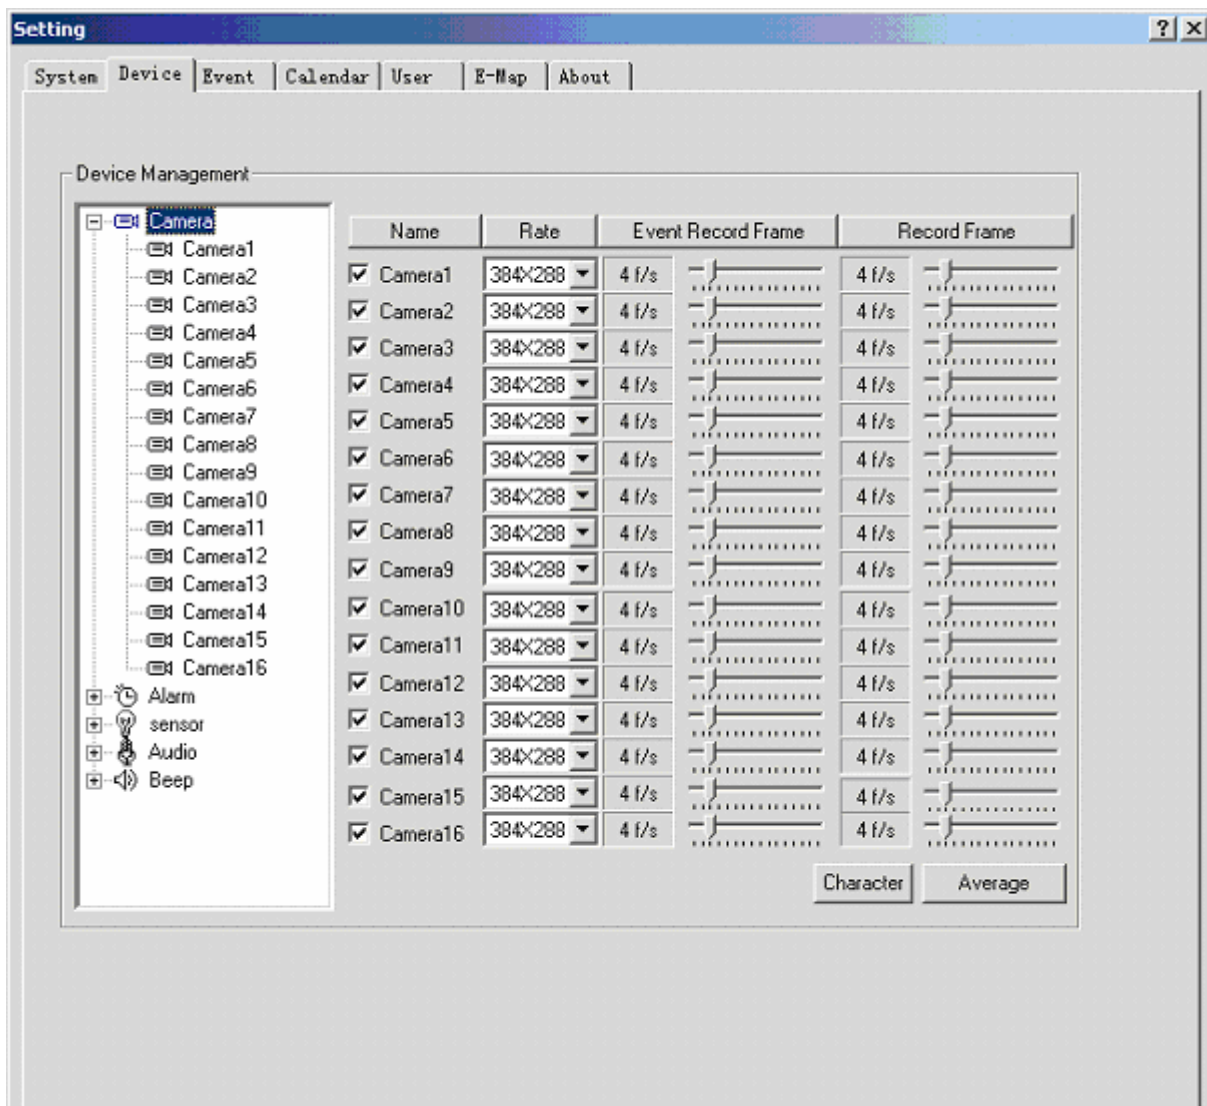 Setting
System Device Event Calendar User E-Map About
Device Management
Camera
Camera1
Camera2
Camera3
Camera4
Camera5
Camera6
Camera7
Camera8
Camera9
Camera10
Camera11
Camera12
Camera13
Camera14
Camera15
Camera16
Alarm
sensor
Audio
Beep
Name Rate Event Record Frame Record Frame
Camera1 384X288 4 f/s 4 f/s
Camera2 384X288 4 f/s 4 f/s
Camera3 384X288 4 f/s 4 f/s
Camera4 384X288 4 f/s 4 f/s
Camera5 384X288 4 f/s 4 f/s
Camera6 384X288 4 f/s 4 f/s
Camera7 384X288 4 f/s 4 f/s
Camera8 384X288 4 f/s 4 f/s
Camera9 384X288 4 f/s 4 f/s
Camera10 384X288 4 f/s 4 f/s
Camera11 384X288 4 f/s 4 f/s
Camera12 384X288 4 f/s 4 f/s
Camera13 384X288 4 f/s 4 f/s
Camera14 384X288 4 f/s 4 f/s
Camera15 384X288 4 f/s 4 f/s
Camera16 384X288 4 f/s 4 f/s
Character Average